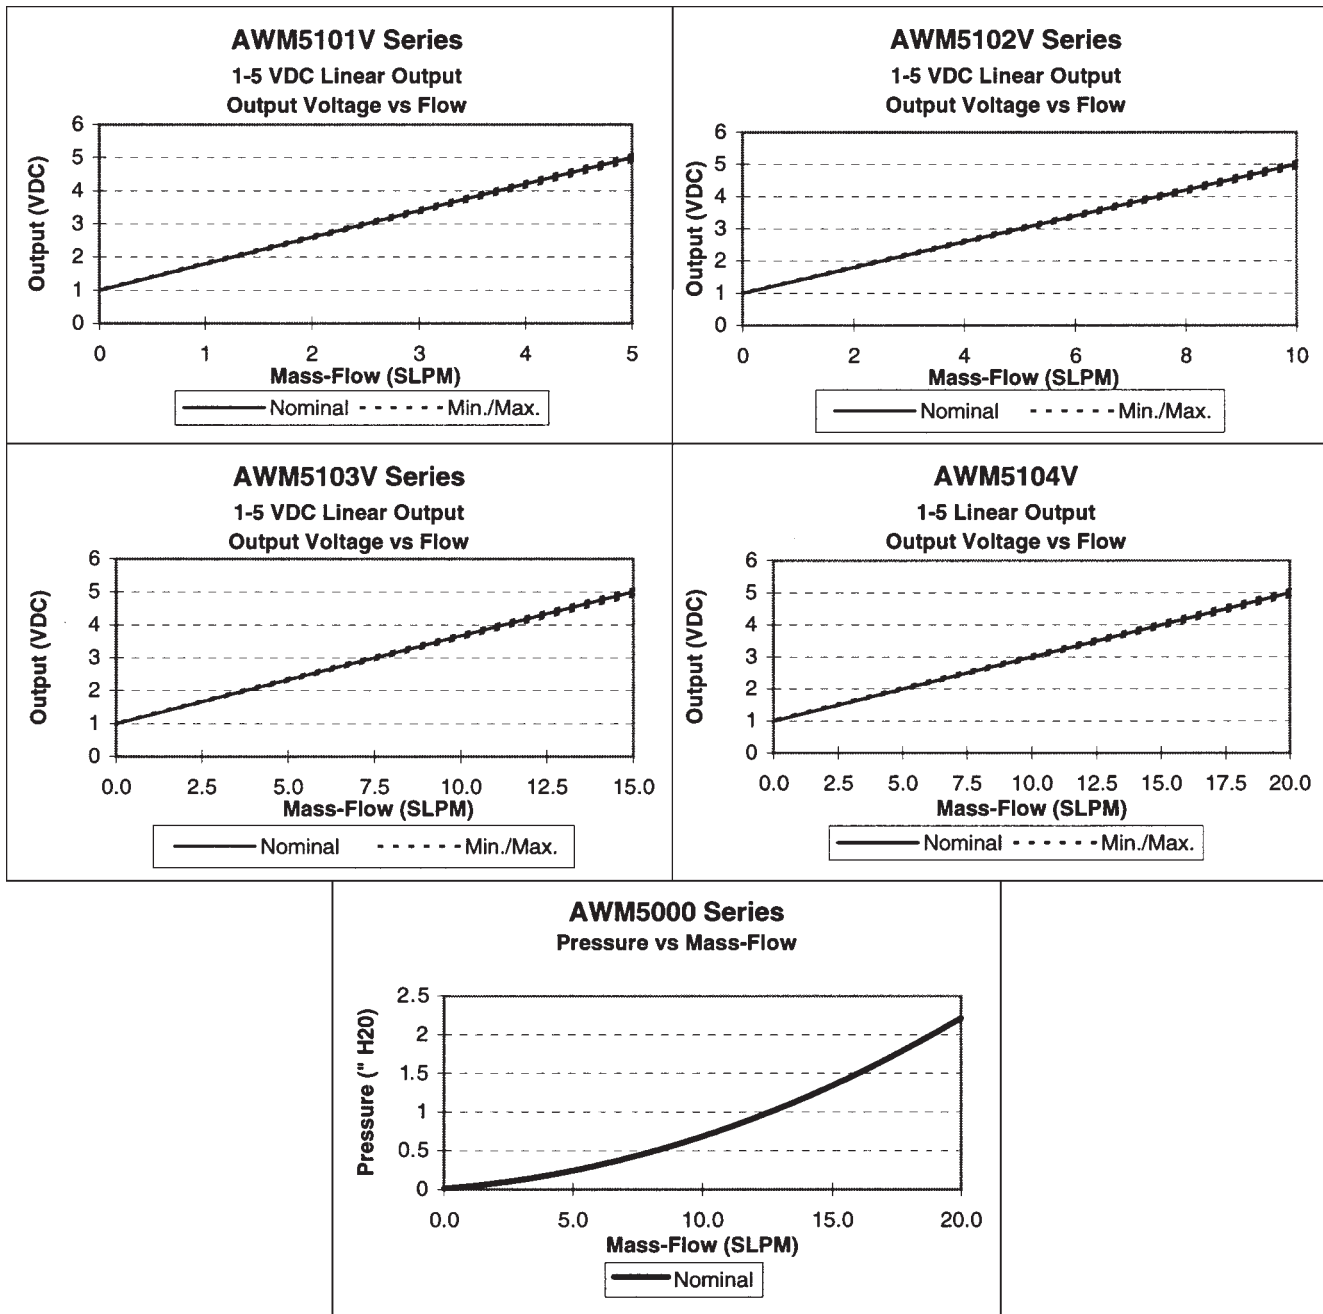 AWM5101V Series
1-5 VDC Linear Output
Output Voltage vs Flow
Output (VDC)
6
5
4
3
2
1
0
0 1 2 3 4 5
Mass-Flow (SLPM)
Nominal Min./Max.
AWM5102V Series
1-5 VDC Linear Output
Output Voltage vs Flow
Output (VDC)
6
5
4
3
2
1
0
0 2 4 6 8 10
Mass-Flow (SLPM)
Nominal Min./Max.
AWM5103V Series
1-5 VDC Linear Output
Output Voltage vs Flow
Output (VDC)
6
5
4
3
2
1
0
0.0 2.5 5.0 7.5 10.0 12.5 15.0
Mass-Flow (SLPM)
Nominal Min./Max.
AWM5104V
1-5 Linear Output
Output Voltage vs Flow
Output (VDC)
6
5
4
3
2
1
0
0.0 2.5 5.0 7.5 10.0 12.5 15.0 17.5 20.0
Mass-Flow (SLPM)
Nominal Min./Max.
AWM5000 Series
Pressure vs Mass-Flow
Pressure (" H20)
2.5
2
1.5
1
0.5
0
0.0 5.0 10.0 15.0 20.0
Mass-Flow (SLPM)
Nominal